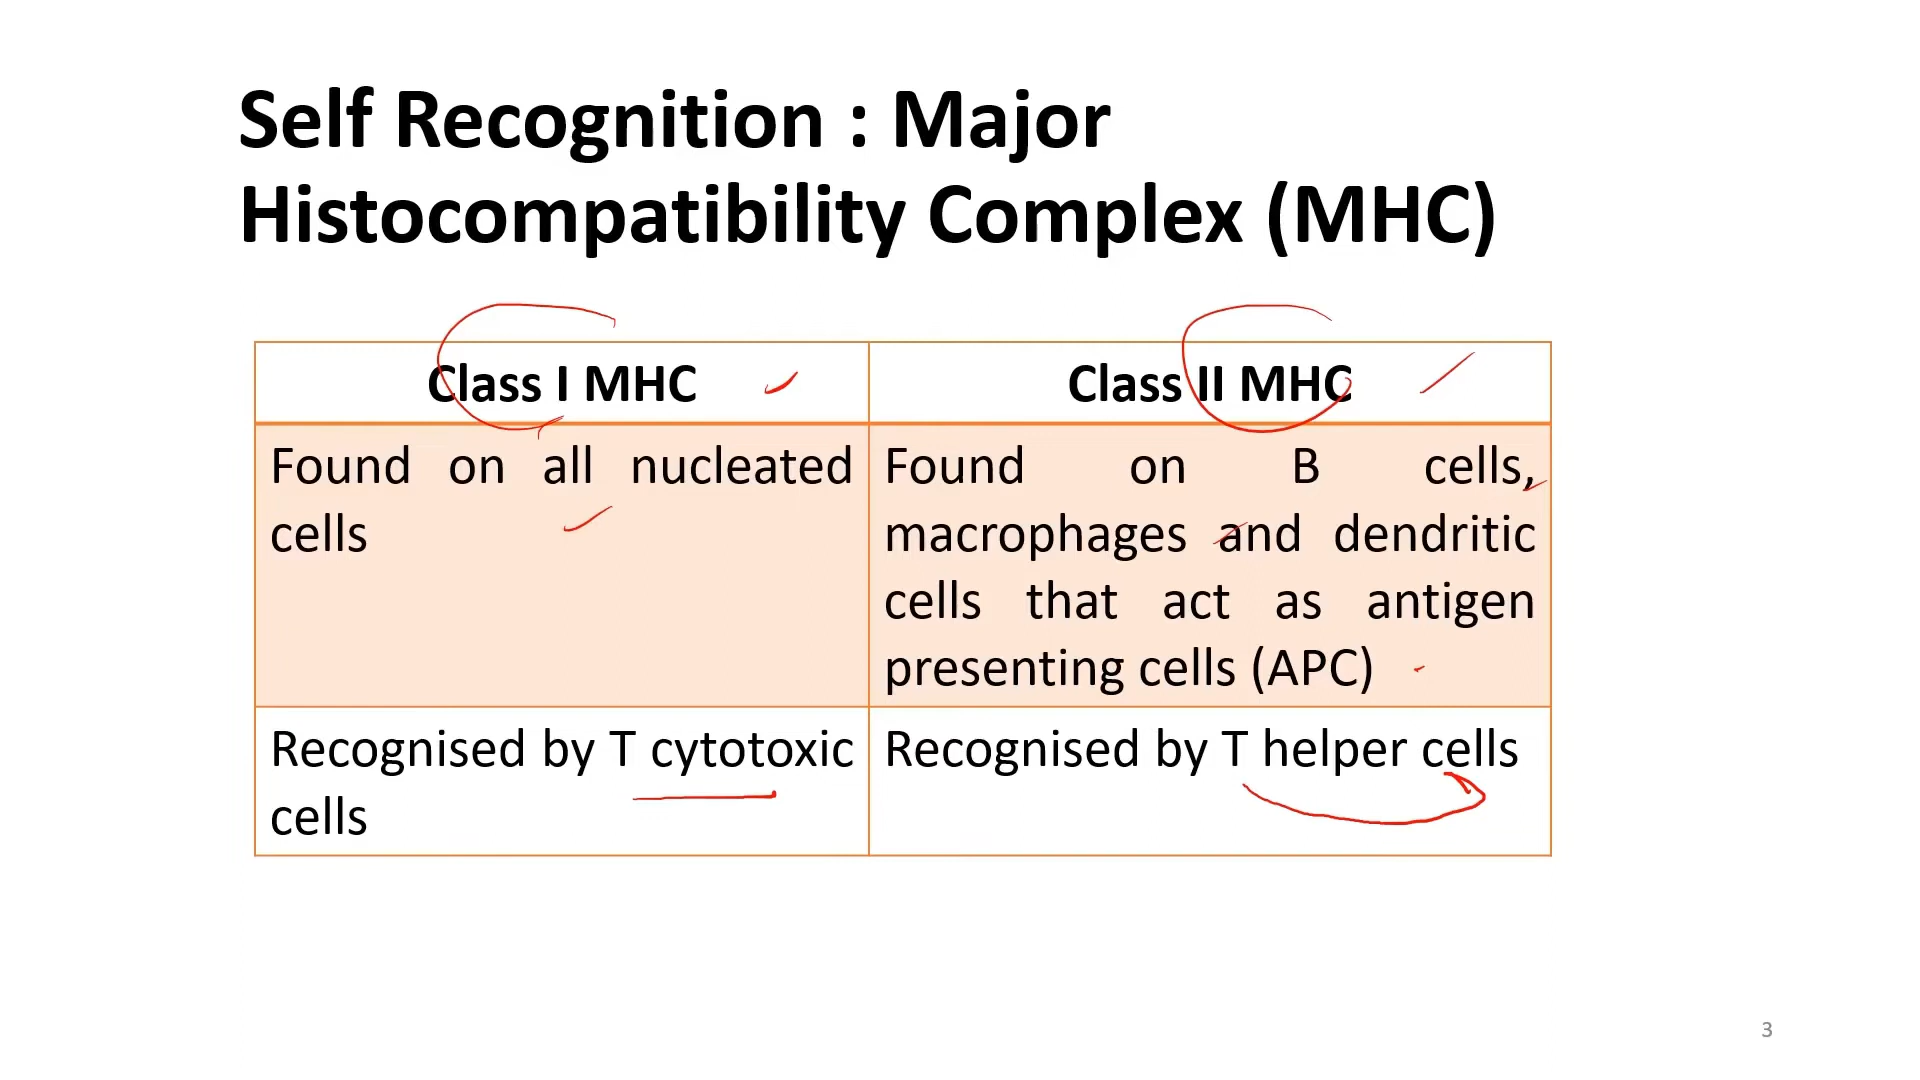 Self Recognition : Major
Histocompatibility Complex (MHC)
Class I MHC
Class II MHC
Found on all nucleated
cells
Found on B cells,
macrophages and dendritic
cells that act as antigen
presenting cells (APC)
Recognised by T cytotoxic
cells
Recognised by T helper cells
3